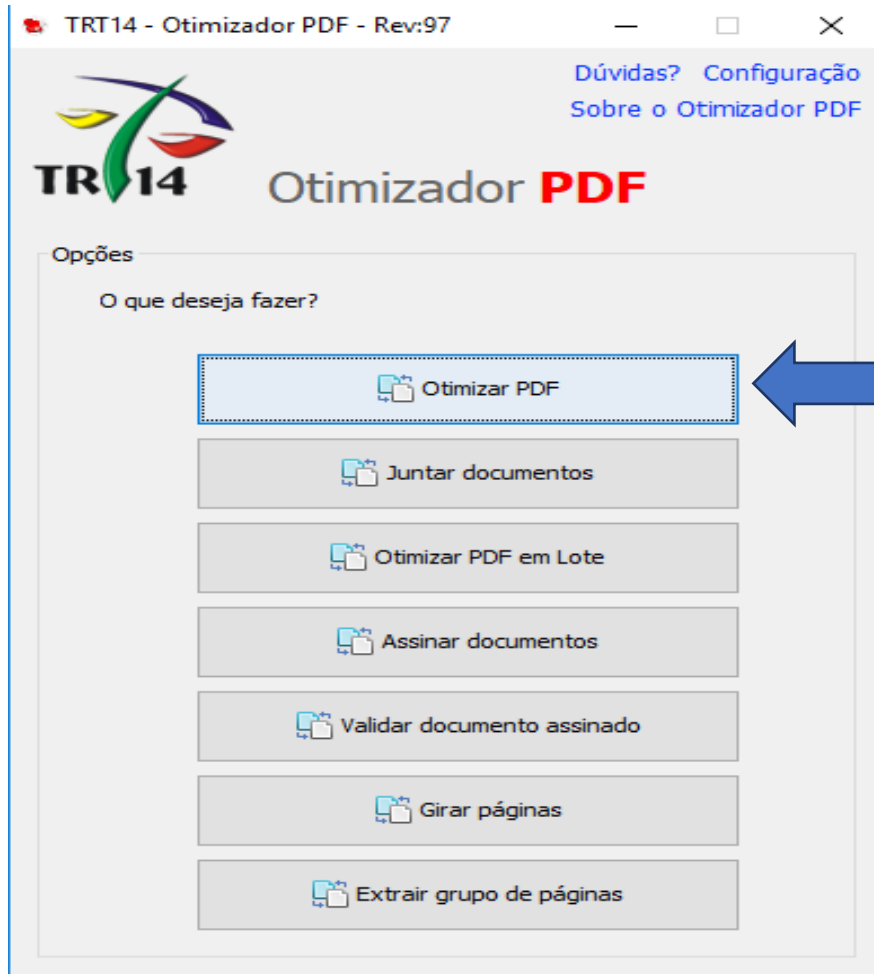 TRT14 - Otimizador PDF - Rev:97
Dúvidas? Configuração
Sobre o Otimizador PDF
TR 14
Otimizador PDF
Opções
O que deseja fazer?
Otimizar PDF
Juntar documentos
Otimizar PDF em Lote
Assinar documentos
Validar documento assinado
Girar páginas
Extrair grupo de páginas